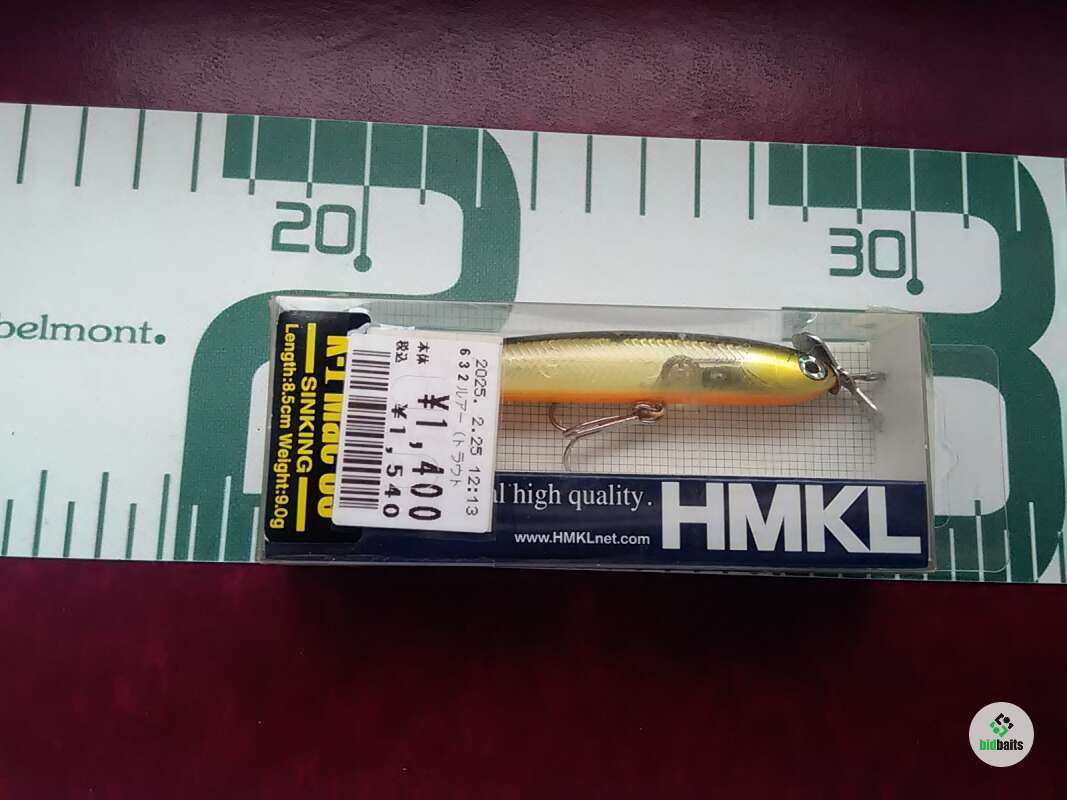 20
30
belmont.
K-1 Mac
SINKING
Length:8.5cm Weight:9.0g
2025. 2.25 12:13
632ルアー(トラウト
本体 ¥1,400
税込 ¥1,540
high quality.
www.HMKLnet.com
HMKL
bidbaits